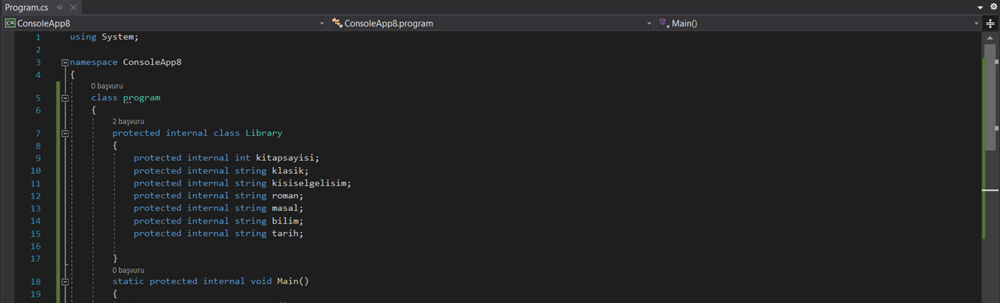 Program.cs
ConsoleApp8 ConsoleApp8.program Main()
1 using System;
2
3 namespace ConsoleApp8
4 {
0 başvuru
5 class program
6 {
2 başvuru
7 protected internal class Library
8 {
9 protected internal int kitapsayisi;
10 protected internal string klasik;
11 protected internal string kisiselgelisim;
12 protected internal string roman;
13 protected internal string masal;
14 protected internal string bilim;
15 protected internal string tarih;
16
17 }
0 başvuru
18 static protected internal void Main()
19 {